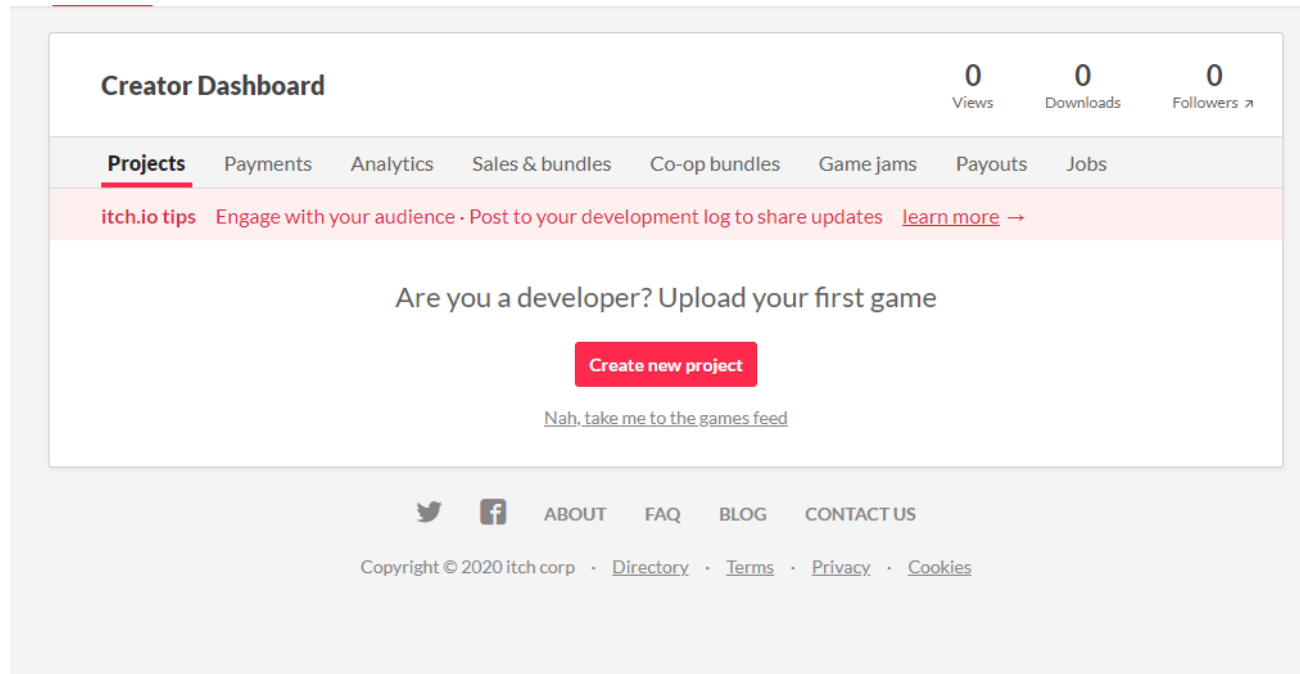 Creator Dashboard
0 0 0
Views Downloads Followers ↗
Projects Payments Analytics Sales & bundles Co-op bundles Game jams Payouts Jobs
itch.io tips Engage with your audience · Post to your development log to share updates learn more →
Are you a developer? Upload your first game
Create new project
Nah, take me to the games feed
ABOUT FAQ BLOG CONTACT US
Copyright © 2020 itch corp · Directory · Terms · Privacy · Cookies